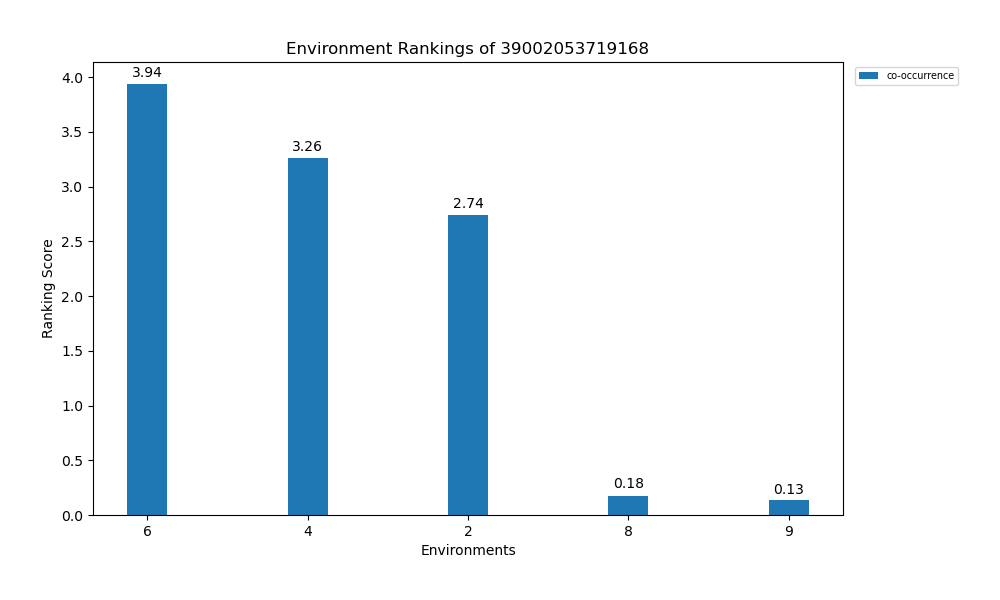 Environment Rankings of 39002053719168
co-occurrence
Ranking Score
4.0
3.5
3.0
2.5
2.0
1.5
1.0
0.5
0.0
3.94
3.26
2.74
0.18
0.13
6 4 2 8 9
Environments